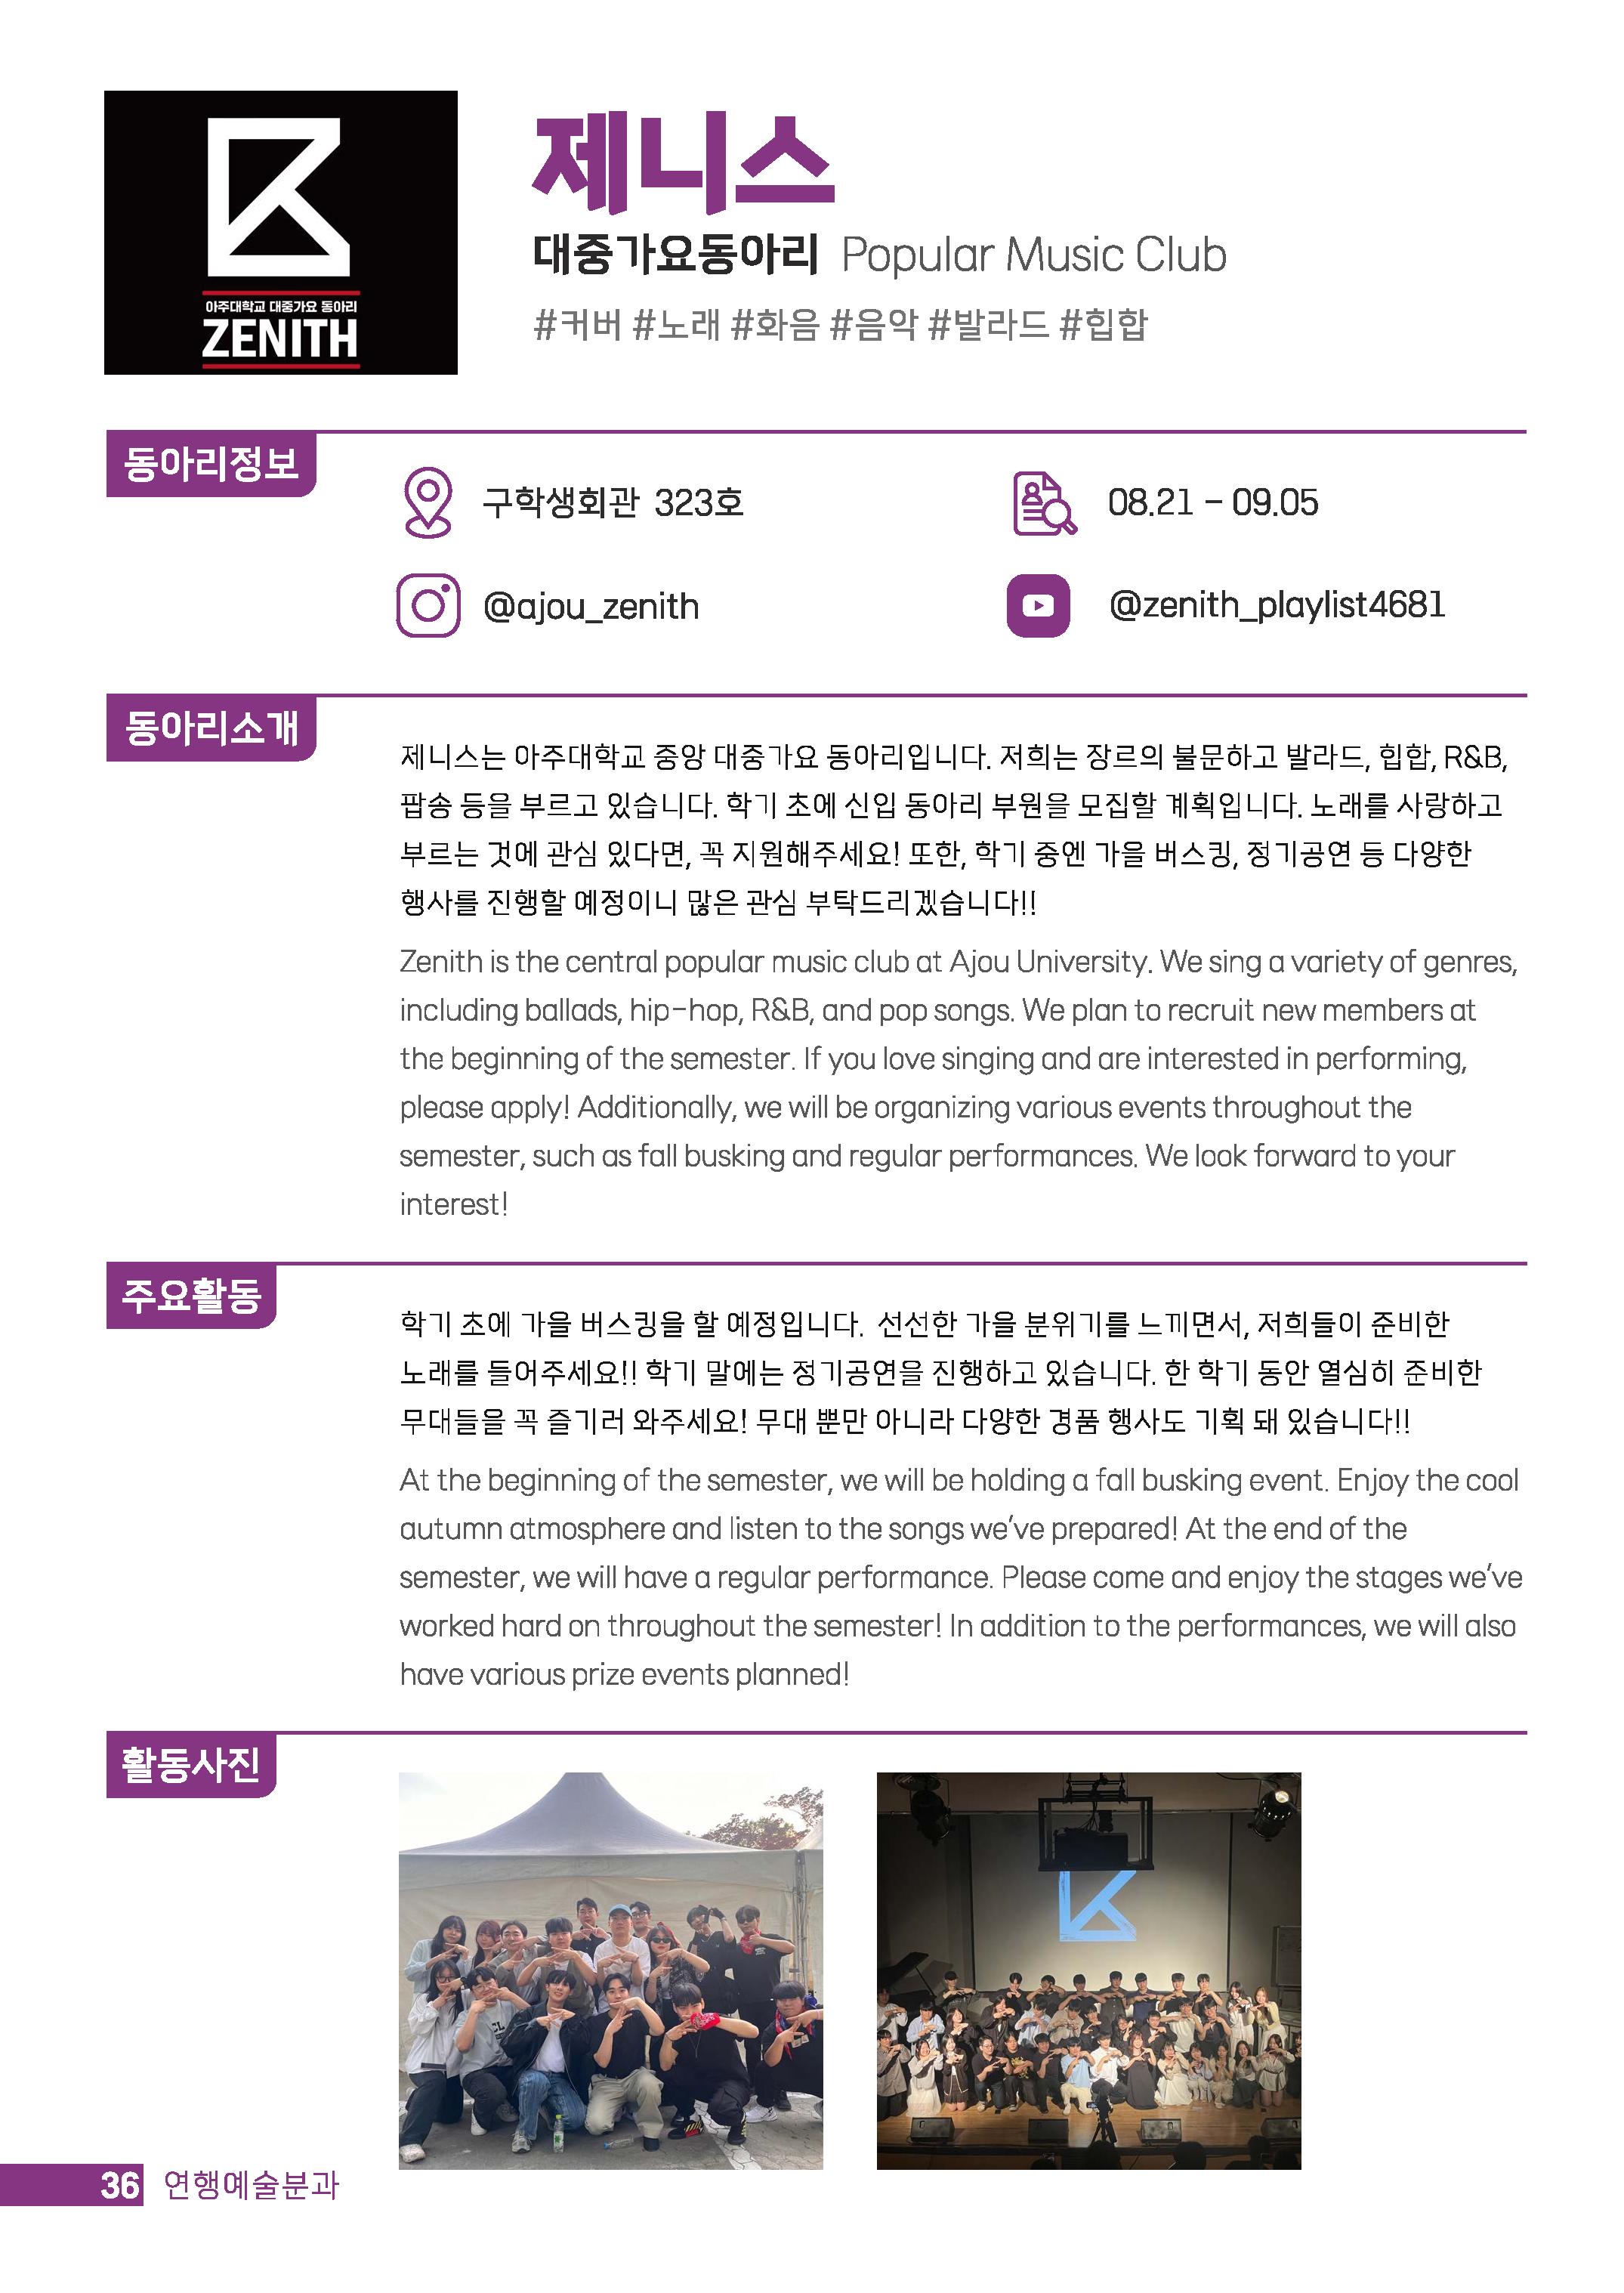 아주대학교 대중가요 동아리
ZENITH
제니스
대중가요동아리 Popular Music Club
#커버 #노래 #화음 #음악 #발라드 #힙합
동아리정보
구학생회관 323호
08.21 - 09.05
@ajou_zenith
@zenith_playlist4681
동아리소개
제니스는 아주대학교 중앙 대중가요 동아리입니다. 저희는 장르의 불문하고 발라드, 힙합, R&B,
팝송 등을 부르고 있습니다. 학기 초에 신입 동아리 부원을 모집할 계획입니다. 노래를 사랑하고
부르는 것에 관심 있다면, 꼭 지원해주세요! 또한, 학기 중엔 가을 버스킹, 정기공연 등 다양한
행사를 진행할 예정이니 많은 관심 부탁드리겠습니다!!
Zenith is the central popular music club at Ajou University. We sing a variety of genres,
including ballads, hip-hop, R&B, and pop songs. We plan to recruit new members at
the beginning of the semester. If you love singing and are interested in performing,
please apply! Additionally, we will be organizing various events throughout the
semester, such as fall busking and regular performances. We look forward to your
interest!
주요활동
학기 초에 가을 버스킹을 할 예정입니다. 선선한 가을 분위기를 느끼면서, 저희들이 준비한
노래를 들어주세요!! 학기 말에는 정기공연을 진행하고 있습니다. 한 학기 동안 열심히 준비한
무대들을 꼭 즐기러 와주세요! 무대 뿐만 아니라 다양한 경품 행사도 기획 돼 있습니다!!
At the beginning of the semester, we will be holding a fall busking event. Enjoy the cool
autumn atmosphere and listen to the songs we've prepared! At the end of the
semester, we will have a regular performance. Please come and enjoy the stages we've
worked hard on throughout the semester! In addition to the performances, we will also
have various prize events planned!
활동사진
36 연행예술분과